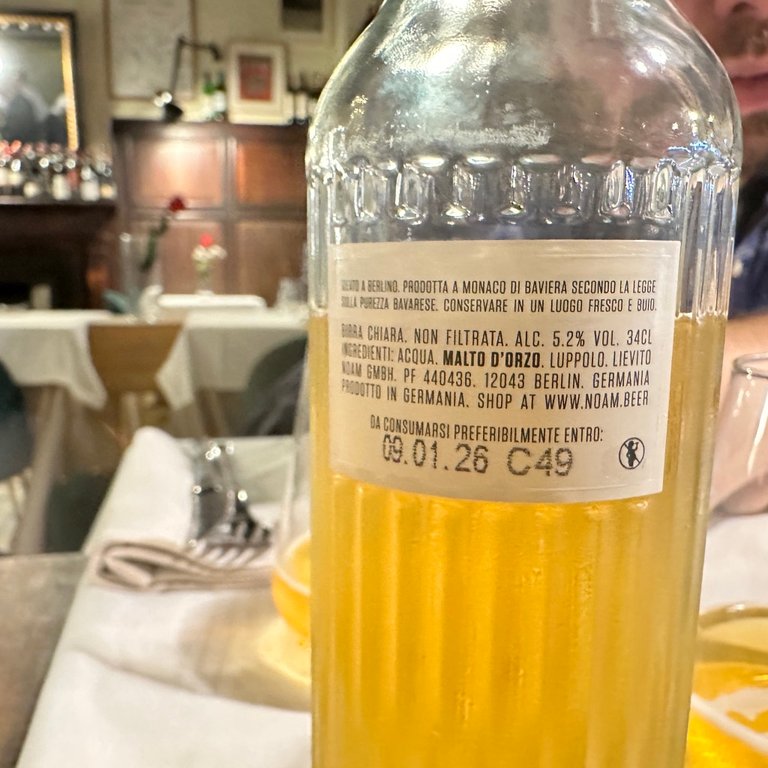 A BERLINO. PRODOTTA A MONACO DI BAVIERA SECONDO LA LEGGE
SULLA PUREZZA BAVARESE. CONSERVARE IN UN LUOGO FRESCO E BUIO.
BIRRA CHIARA. NON FILTRATA. ALC. 5.2% VOL. 34CL
INGREDIENTI: ACQUA. MALTO D'ORZO. LUPPOLO. LIEVITO
NOAM GMBH. PF 440436. 12043 BERLIN. GERMANIA
PRODOTTO IN GERMANIA. SHOP AT WWW.NOAM.BEER
DA CONSUMARSI PREFERIBILMENTE ENTRO:
09.01.26 C49